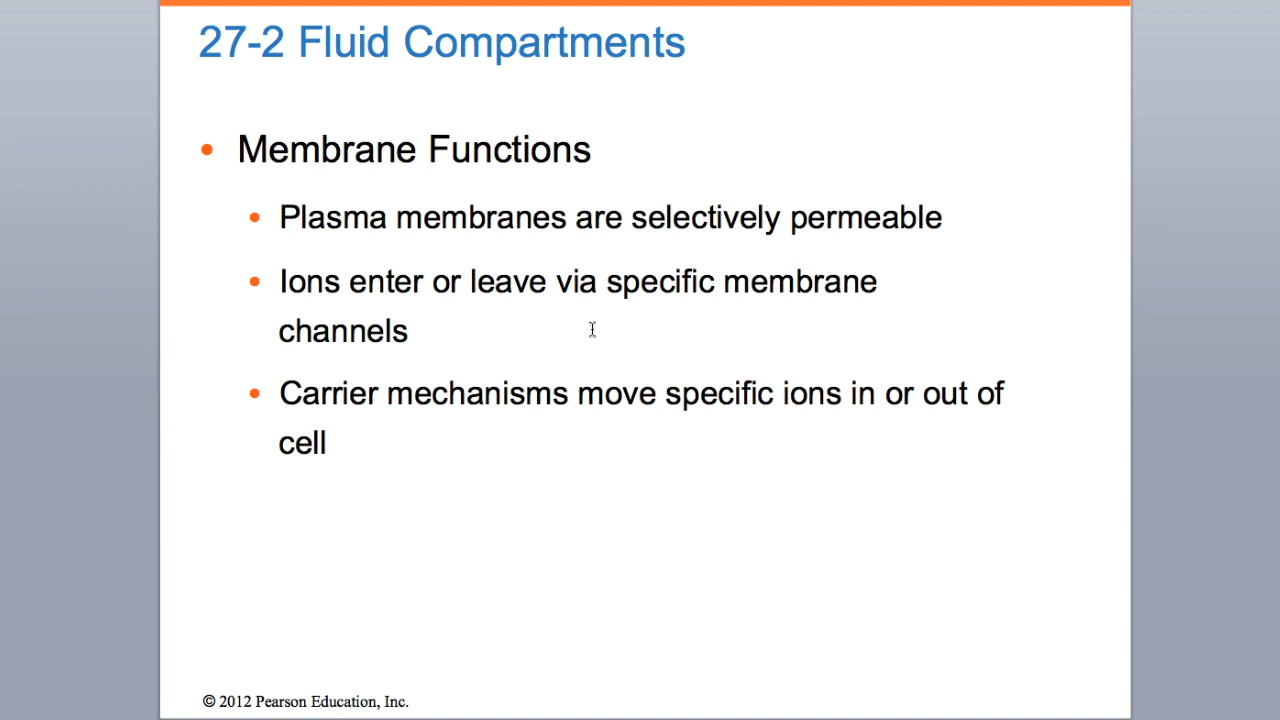 27-2 Fluid Compartments
• Membrane Functions
• Plasma membranes are selectively permeable
• Ions enter or leave via specific membrane
channels
• Carrier mechanisms move specific ions in or out of
cell
© 2012 Pearson Education, Inc.